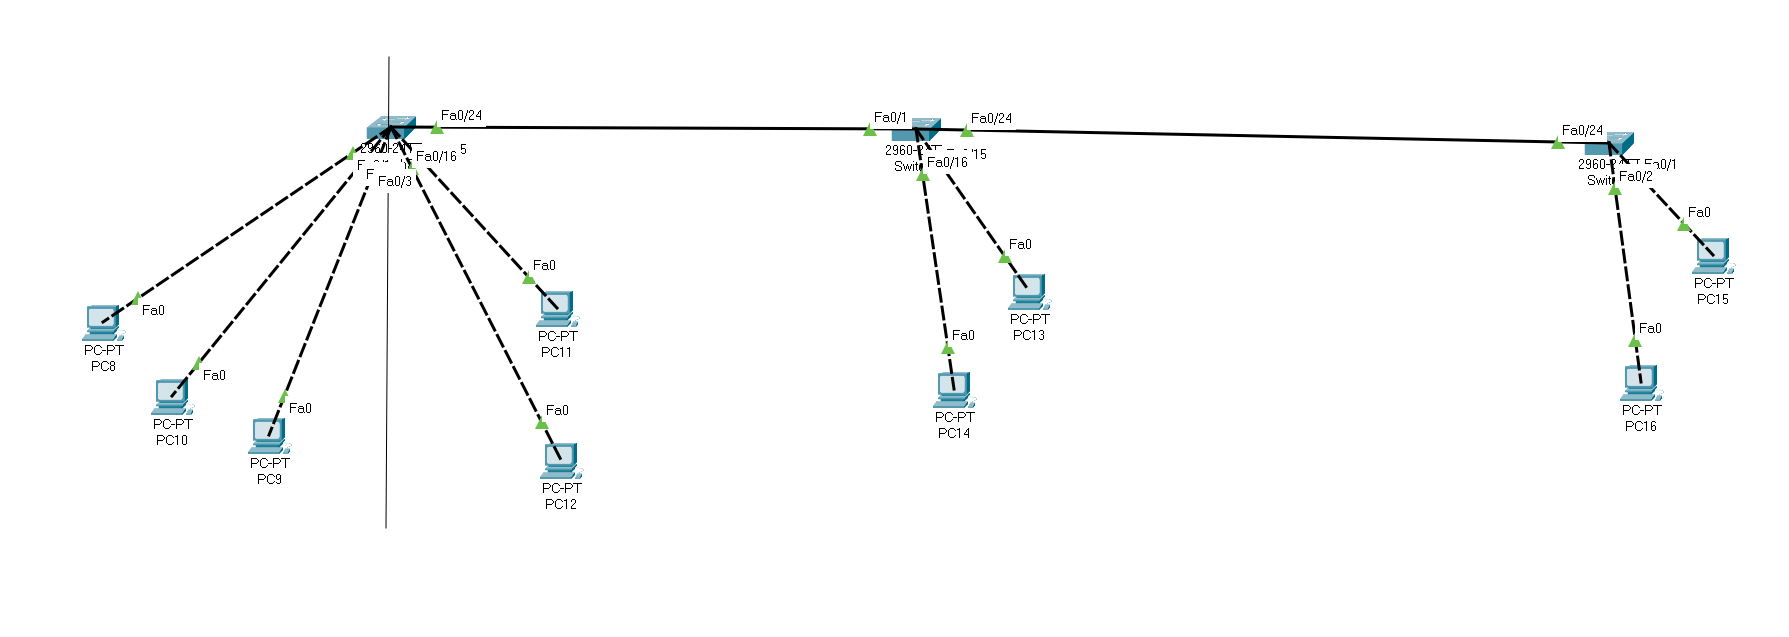 Fa0/24
Fa0/1
Fa0/24
Fa0/24
Fa0/16
Fa0/3
Fa0/16
Fa0/2
Fa0
PC-PT
PC8
Fa0
PC-PT
PC10
Fa0
PC-PT
PC9
Fa0
PC-PT
PC11
Fa0
PC-PT
PC12
Fa0
PC-PT
PC13
Fa0
PC-PT
PC14
Fa0
PC-PT
PC15
Fa0
PC-PT
PC16